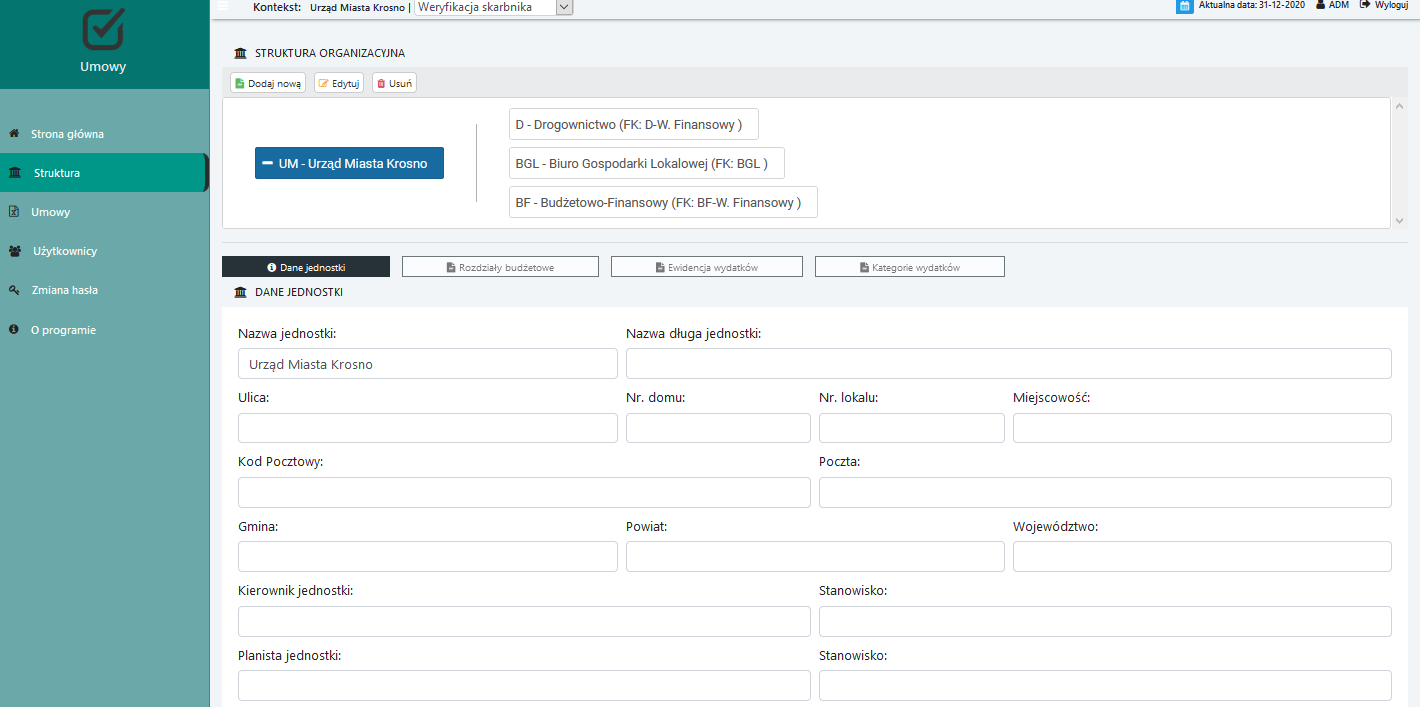 Kontekst: Urząd Miasta Krosno | Weryfikacja skarbnika
Aktualna data: 31-12-2020 ADM Wyloguj
Umowy
Strona główna
Struktura
Umowy
Użytkownicy
Zmiana hasła
O programie
STRUKTURA ORGANIZACYJNA
Dodaj nową Edytuj Usuń
UM - Urząd Miasta Krosno
D - Drogownictwo (FK: D-W. Finansowy )
BGL - Biuro Gospodarki Lokalowej (FK: BGL )
BF - Budżetowo-Finansowy (FK: BF-W. Finansowy )
Dane jednostki Rozdziały budżetowe Ewidencja wydatków Kategorie wydatków
DANE JEDNOSTKI
Nazwa jednostki: Nazwa długa jednostki:
Urząd Miasta Krosno
Ulica: Nr. domu: Nr. lokalu: Miejscowość:
Kod Pocztowy: Poczta:
Gmina: Powiat: Województwo:
Kierownik jednostki: Stanowisko:
Planista jednostki: Stanowisko: